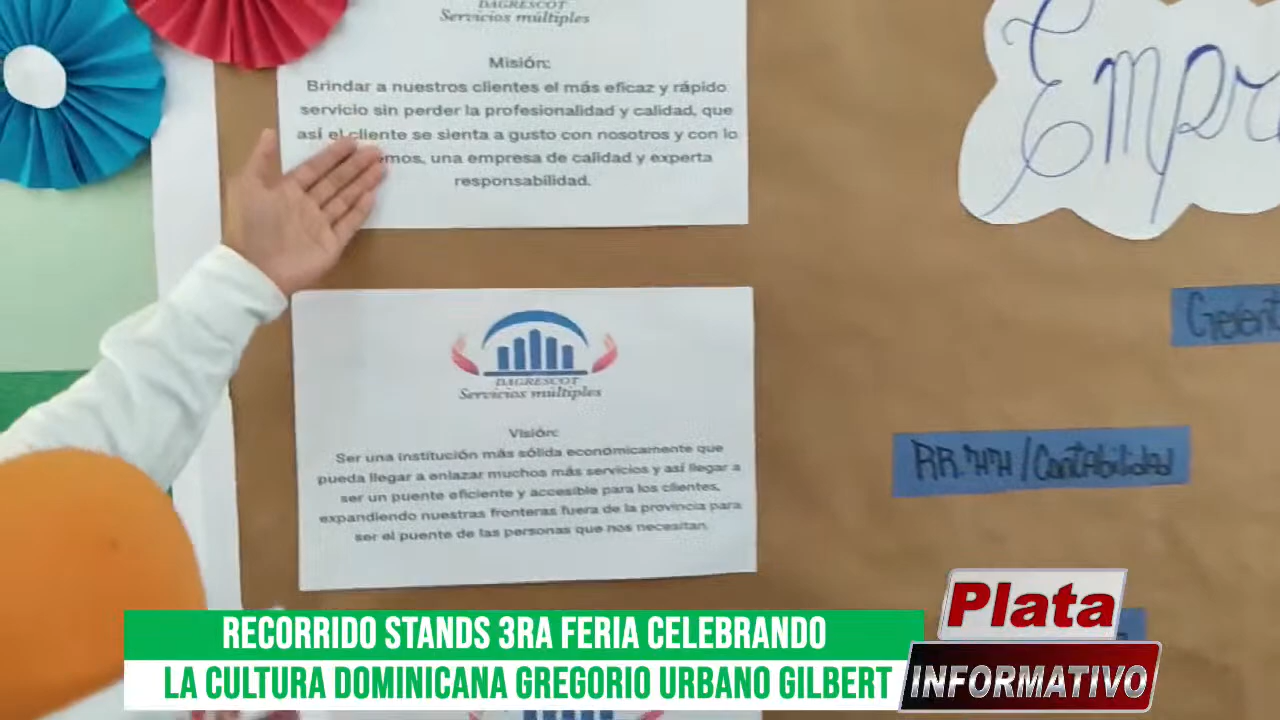 DAGRESCOT
Servicios múltiples
Misión:
Brindar a nuestros clientes el más eficaz y rápido
servicio sin perder la profesionalidad y calidad, que
así el cliente se sienta a gusto con nosotros y con lo
una empresa de calidad y experta
responsabilidad.
DAGRESCOT
Servicios múltiples
Visión:
Ser una institución más sólida económicamente que
pueda llegar a enlazar muchos más servicios y así llegar a
ser un puente eficiente y accesible para los clientes,
expandiendo nuestras fronteras fuera de la provincia para
ser el puente de las personas que nos necesitan.
Empr
Gerent
RR.HH/Contabilidad
RECORRIDO STANDS 3RA FERIA CELEBRANDO
LA CULTURA DOMINICANA GREGORIO URBANO GILBERT
Plata
INFORMATIVO